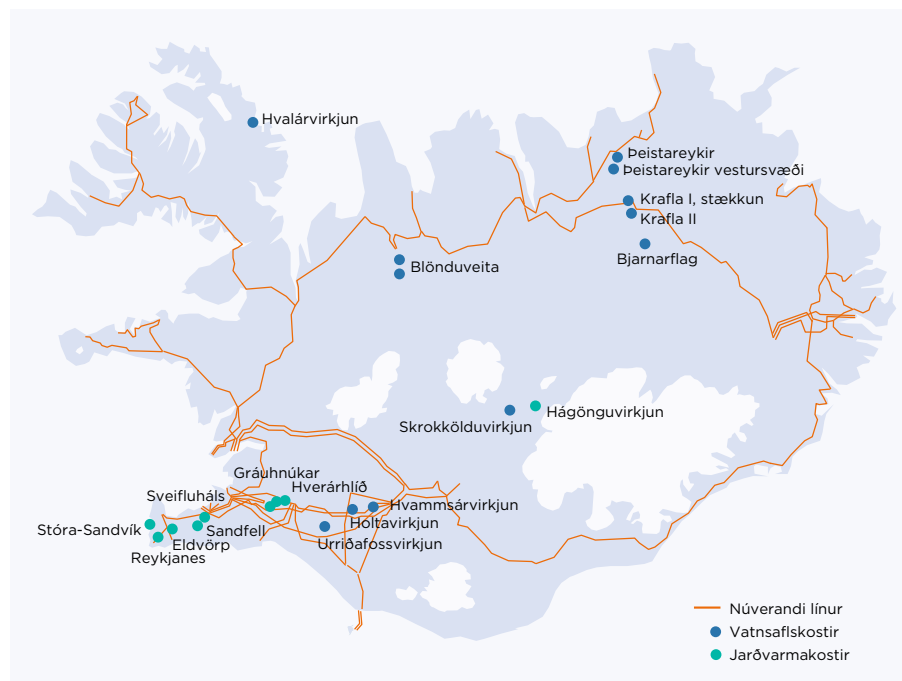 Hvalárvirkjun
Þeistareykir
Þeistareykir vestursvæði
Krafla I, stækkun
Krafla II
Bjarnarflag
Blönduveita
Hágönguvirkjun
Skrokkölduvirkjun
Gráuhnúkar
Hverárhlíð
Sveifluháls
Hvammsárvirkjun
Holtavirkjun
Stóra-Sandvík
Sandfell
Eldvörp
Urriðafossvirkjun
Reykjanes
Núverandi línur
Vatnsaflskostir
Jarðvarmakostir